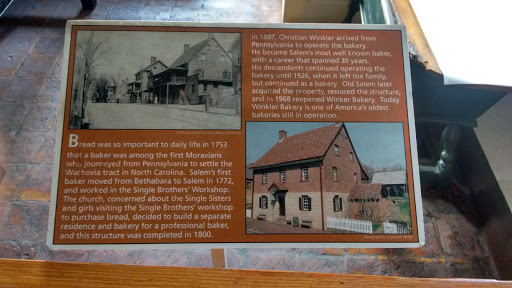 In 1807, Christian Winkler arrived from
Pennsylvania to operate the bakery.
He became Salem's most well known baker,
with a career that spanned 30 years.
His descendants continued operating the
bakery until 1926, when it left the family,
but continued as a bakery. Old Salem later
acquired the property, restored the structure,
and in 1968 reopened Winker Bakery. Today
Winkler Bakery is one of America's oldest
bakeries still in operation.
Bread was so important to daily life in 1753
that a baker was among the first Moravians
who journeyed from Pennsylvania to settle the
Wachovia tract in North Carolina. Salem's first
baker moved from Bethabara to Salem in 1772,
and worked in the Single Brothers' Workshop.
The church, concerned about the Single Sisters
and girls visiting the Single Brothers' workshop
to purchase bread, decided to build a separate
residence and bakery for a professional baker,
and this structure was completed in 1800.